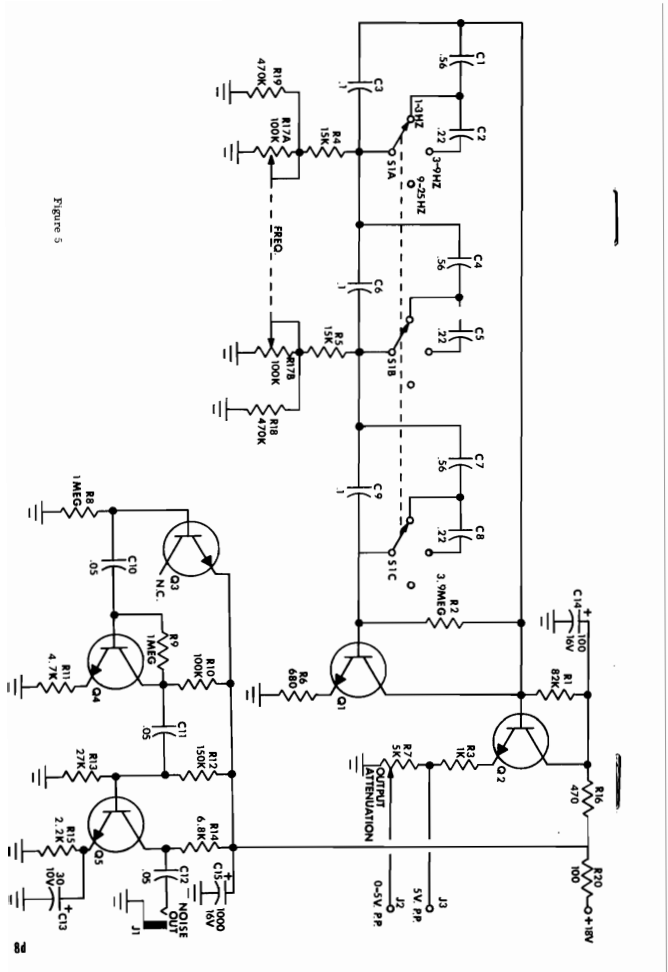 C1
.56
C2
.22
C3
.1
1-3HZ
3-9HZ
9-25HZ
S1A
R19
470K
R17A
100K
R4
15K
FREQ.
C4
.56
C5
.22
C6
.1
S1B
R5
15K
R17B
100K
R18
470K
C7
.56
C8
.22
C9
.1
S1C
R2
3.9MEG
C14
+
100
16V
R1
82K
Q1
R6
680
Q2
R3
1K
R7
5K
OUTPUT
ATTENUATION
R16
470
R20
100
+18V
J3
5V. P.P.
J2
0-5V. P.P.
R8
1MEG
C10
.05
Q3
N.C.
R9
1MEG
R10
100K
Q4
R11
4.7K
C11
.05
R12
150K
R13
27K
Q5
R14
6.8K
R15
2.2K
C12
.05
C15
+
1000
16V
NOISE
OUT
J1
30
10V
+
C13
Figure 5
P8